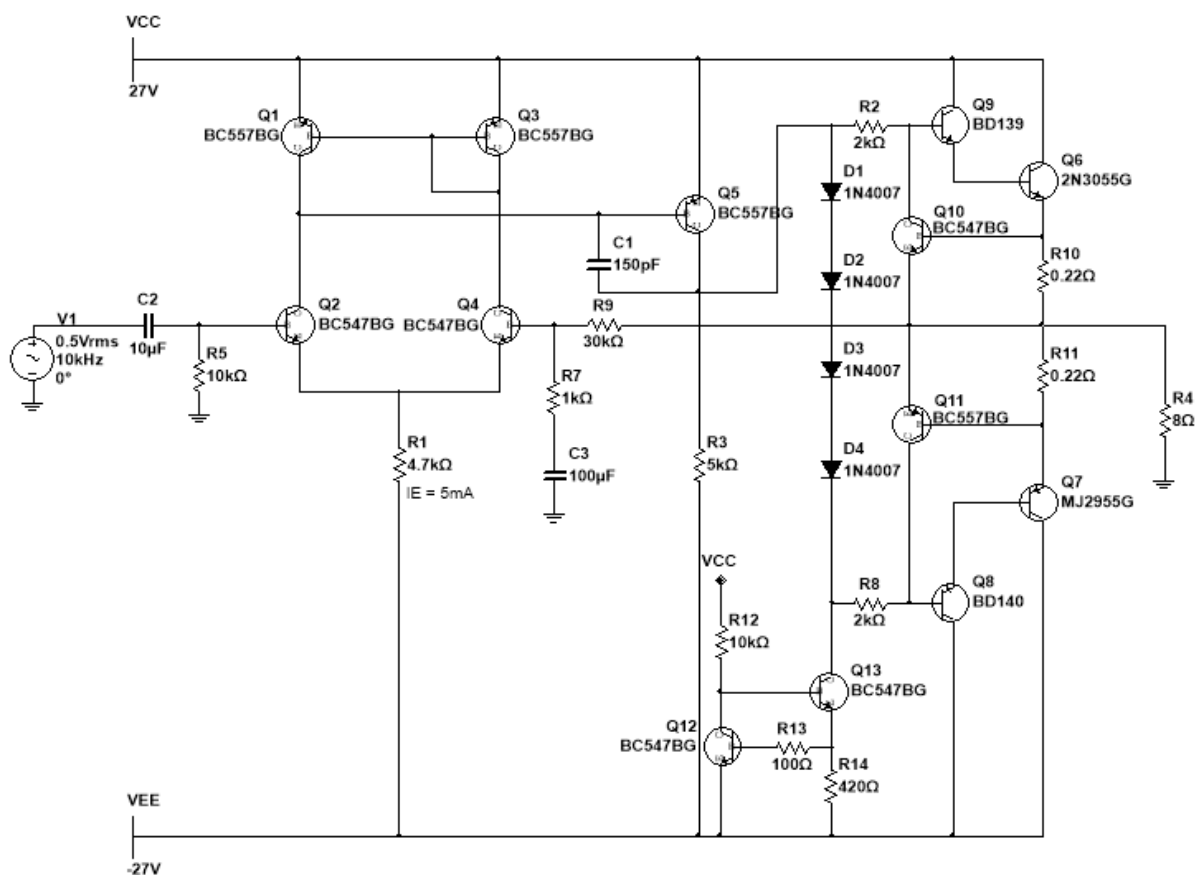 VCC
27V
Q1
BC557BG
Q3
BC557BG
R2
2kΩ
Q9
BD139
D1
1N4007
Q6
2N3055G
Q5
BC557BG
Q10
BC547BG
C1
150pF
R10
0.22Ω
D2
1N4007
C2
10µF
V1
0.5Vrms
10kHz
0°
Q2
BC547BG
Q4
BC547BG
R9
30kΩ
R5
10kΩ
D3
1N4007
R11
0.22Ω
R7
1kΩ
Q11
BC557BG
R4
8Ω
R1
4.7kΩ
IE = 5mA
C3
100µF
R3
5kΩ
D4
1N4007
Q7
MJ2955G
VCC
R8
2kΩ
Q8
BD140
R12
10kΩ
Q13
BC547BG
Q12
BC547BG
R13
100Ω
R14
420Ω
VEE
-27V